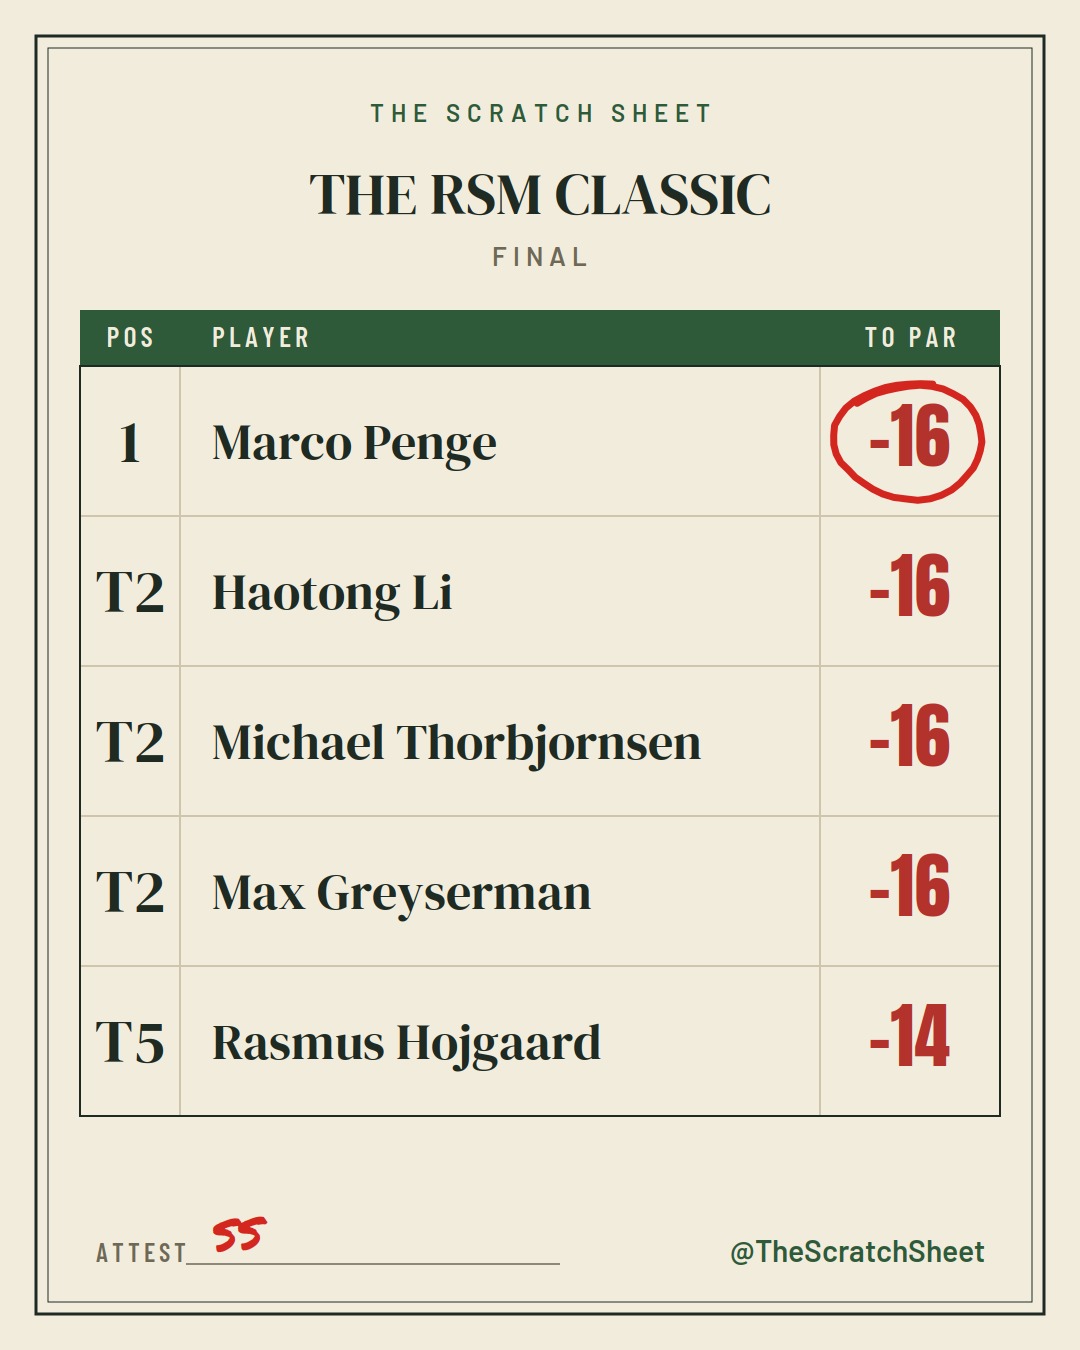 THE SCRATCH SHEET
THE RSM CLASSIC
FINAL
POS PLAYER TO PAR
1 Marco Penge -16
T2 Haotong Li -16
T2 Michael Thorbjornsen -16
T2 Max Greyserman -16
T5 Rasmus Hojgaard -14
ATTEST SS @TheScratchSheet